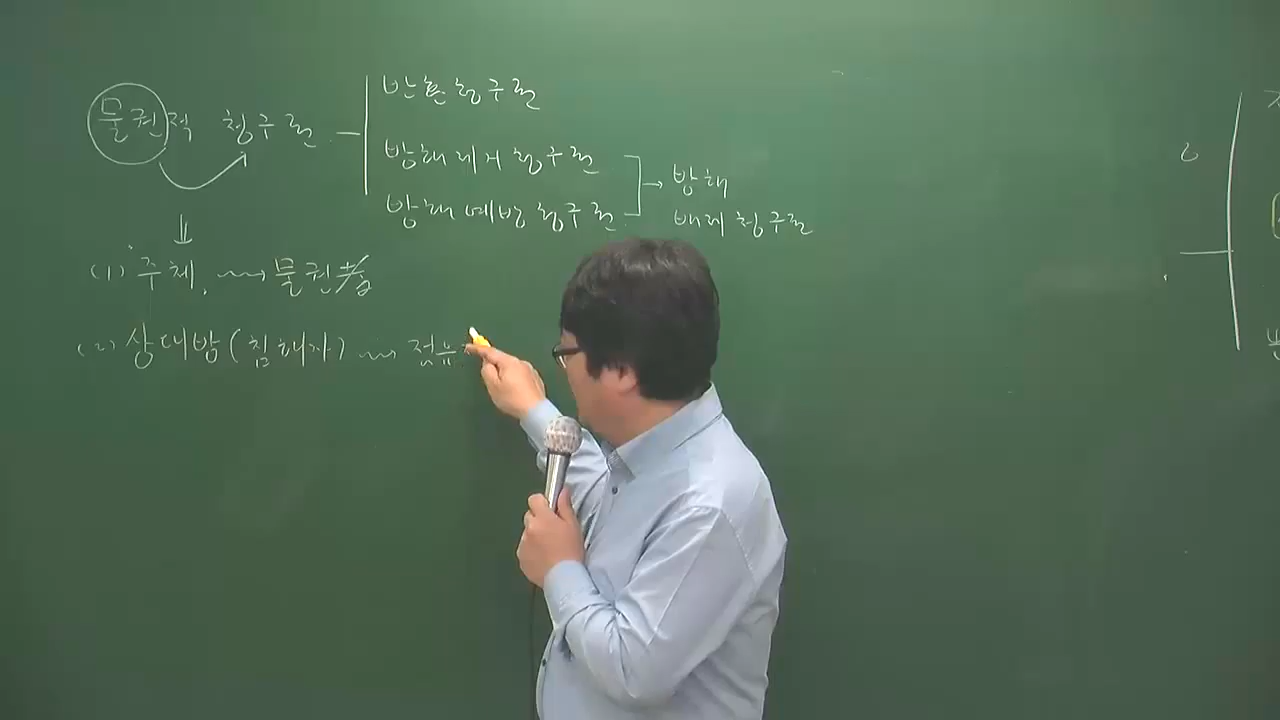 물권적 청구권
반환청구권
방해제거청구권
방해예방청구권
방해
배제청구권
(1) 주체. 물권者
(2) 상대방(침해자) 점유